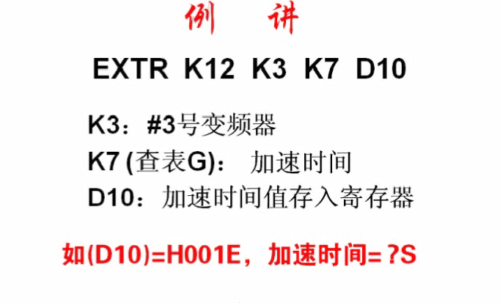 例 讲
EXTR K12 K3 K7 D10
K3：#3号变频器
K7 (查表G)： 加速时间
D10：加速时间值存入寄存器
如(D10)=H001E，加速时间=？S